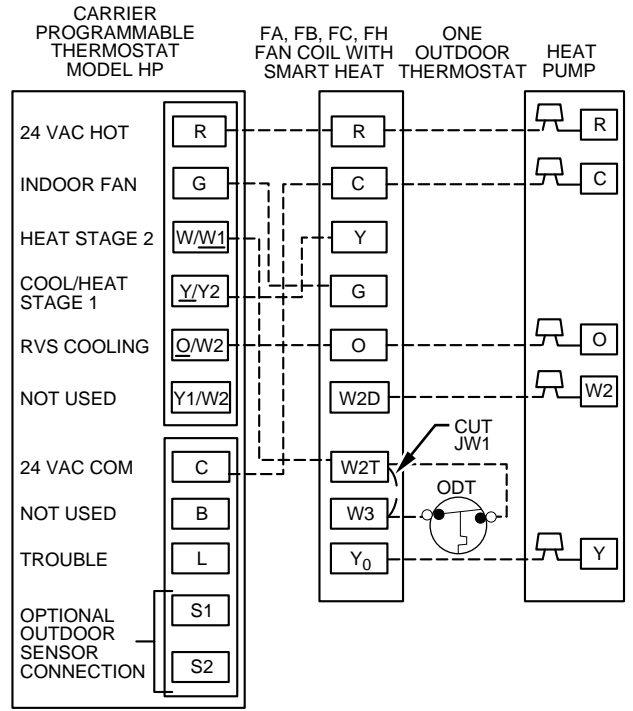 CARRIER
PROGRAMMABLE
THERMOSTAT
MODEL HP
FA, FB, FC, FH
FAN COIL WITH
SMART HEAT
ONE
OUTDOOR
THERMOSTAT
HEAT
PUMP
24 VAC HOT
R
R
R
INDOOR FAN
G
C
C
HEAT STAGE 2
W/W1
Y
COOL/HEAT
STAGE 1
Y/Y2
G
RVS COOLING
O/W2
O
O
NOT USED
Y1/W2
W2D
W2
CUT
JW1
24 VAC COM
C
W2T
ODT
NOT USED
B
W3
TROUBLE
L
Y0
Y
OPTIONAL
OUTDOOR
SENSOR
CONNECTION
S1
S2